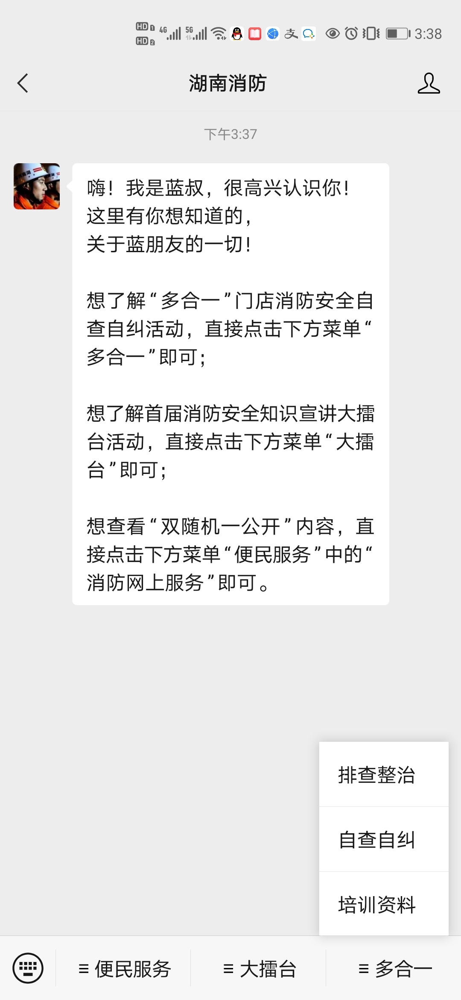 HD 1 4G 5G 3:38
HD 2
湖南消防
下午3:37
嗨！我是蓝叔，很高兴认识你！
这里有你想知道的，
关于蓝朋友的一切！
想了解“多合一”门店消防安全自
查自纠活动，直接点击下方菜单“
多合一”即可；
想了解首届消防安全知识宣讲大擂
台活动，直接点击下方菜单“大擂
台”即可；
想查看“双随机一公开”内容，直
接点击下方菜单“便民服务”中的“
消防网上服务”即可。
排查整治
自查自纠
培训资料
便民服务
大擂台
多合一